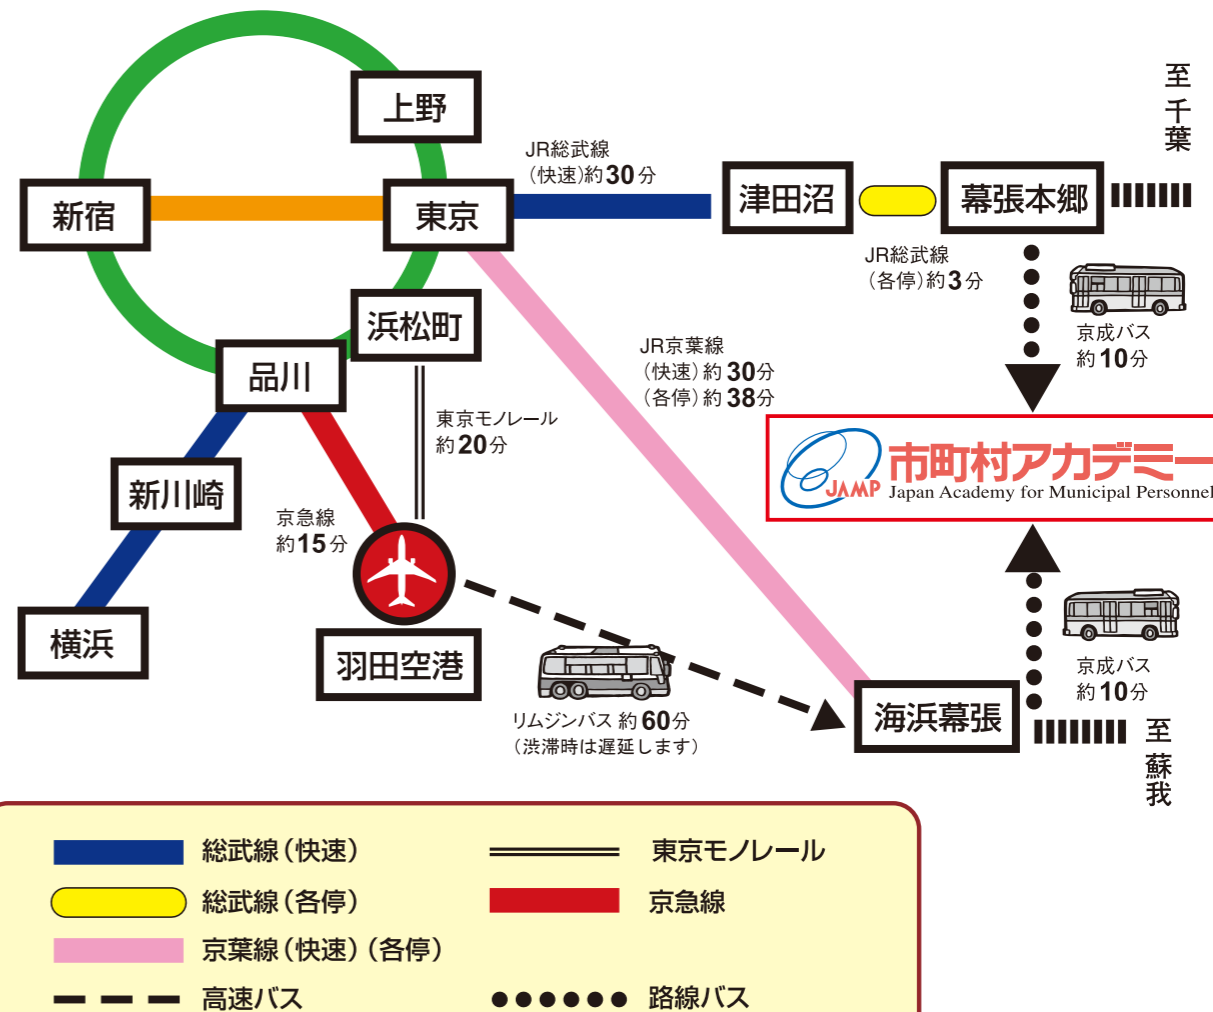 上野
至千葉
JR総武線
（快速）約30分
新宿
東京
津田沼
幕張本郷
JR総武線
（各停）約3分
浜松町
京成バス
約10分
JR京葉線
（快速）約30分
（各停）約38分
品川
東京モノレール
約20分
JAMP
市町村アカデミー
Japan Academy for Municipal Personnel
新川崎
京急線
約15分
横浜
羽田空港
京成バス
約10分
リムジンバス 約60分
（渋滞時は遅延します）
海浜幕張
至蘇我
総武線（快速）
東京モノレール
総武線（各停）
京急線
京葉線（快速）（各停）
高速バス
路線バス